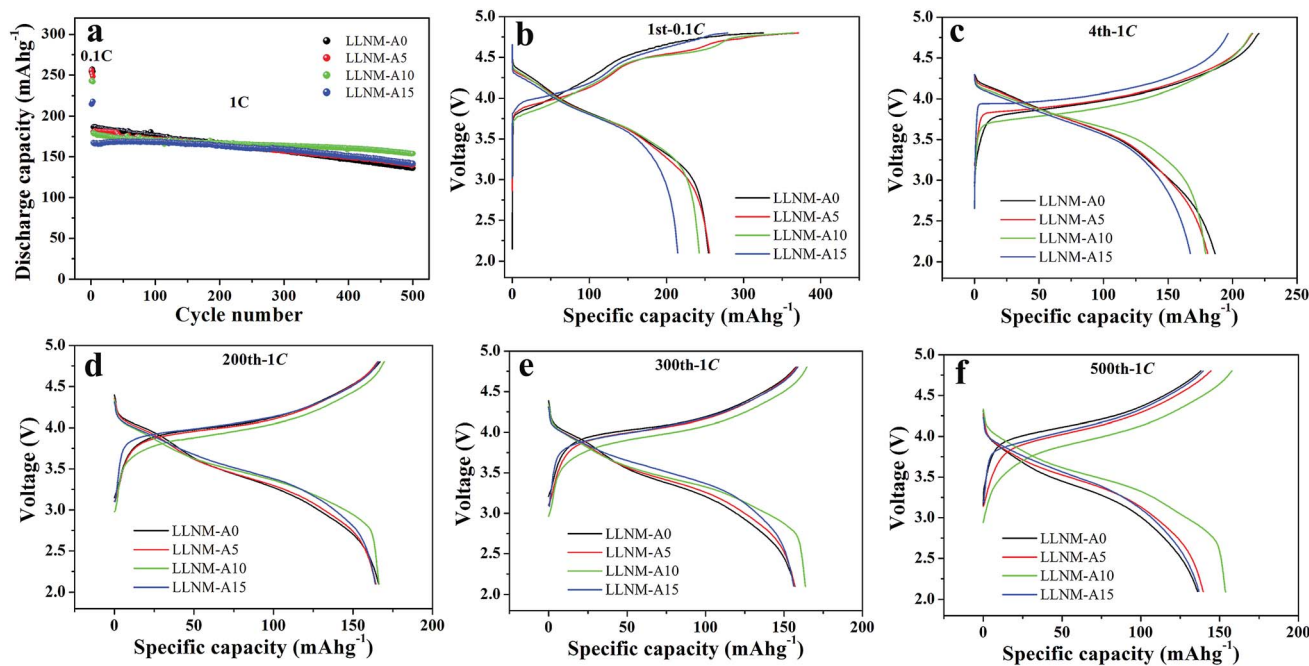 a
0.1C
1C
LLNM-A0
LLNM-A5
LLNM-A10
LLNM-A15
300
250
200
150
100
50
0
0 100 200 300 400 500
Discharge capacity (mAhg⁻¹)
Cycle number
b
1st-0.1C
5.0
4.5
4.0
3.5
3.0
2.5
2.0
0 100 200 300 400
Voltage (V)
Specific capacity (mAhg⁻¹)
LLNM-A0
LLNM-A5
LLNM-A10
LLNM-A15
c
4th-1C
5.0
4.5
4.0
3.5
3.0
2.5
2.0
0 50 100 150 200 250
Voltage (V)
Specific capacity (mAhg⁻¹)
LLNM-A0
LLNM-A5
LLNM-A10
LLNM-A15
d
200th-1C
5.0
4.5
4.0
3.5
3.0
2.5
2.0
0 50 100 150 200
Voltage (V)
Specific capacity (mAhg⁻¹)
LLNM-A0
LLNM-A5
LLNM-A10
LLNM-A15
e
300th-1C
5.0
4.5
4.0
3.5
3.0
2.5
2.0
0 50 100 150 200
Voltage (V)
Specific capacity (mAhg⁻¹)
LLNM-A0
LLNM-A5
LLNM-A10
LLNM-A15
f
500th-1C
5.0
4.5
4.0
3.5
3.0
2.5
2.0
0 50 100 150 200
Voltage (V)
Specific capacity (mAhg⁻¹)
LLNM-A0
LLNM-A5
LLNM-A10
LLNM-A15